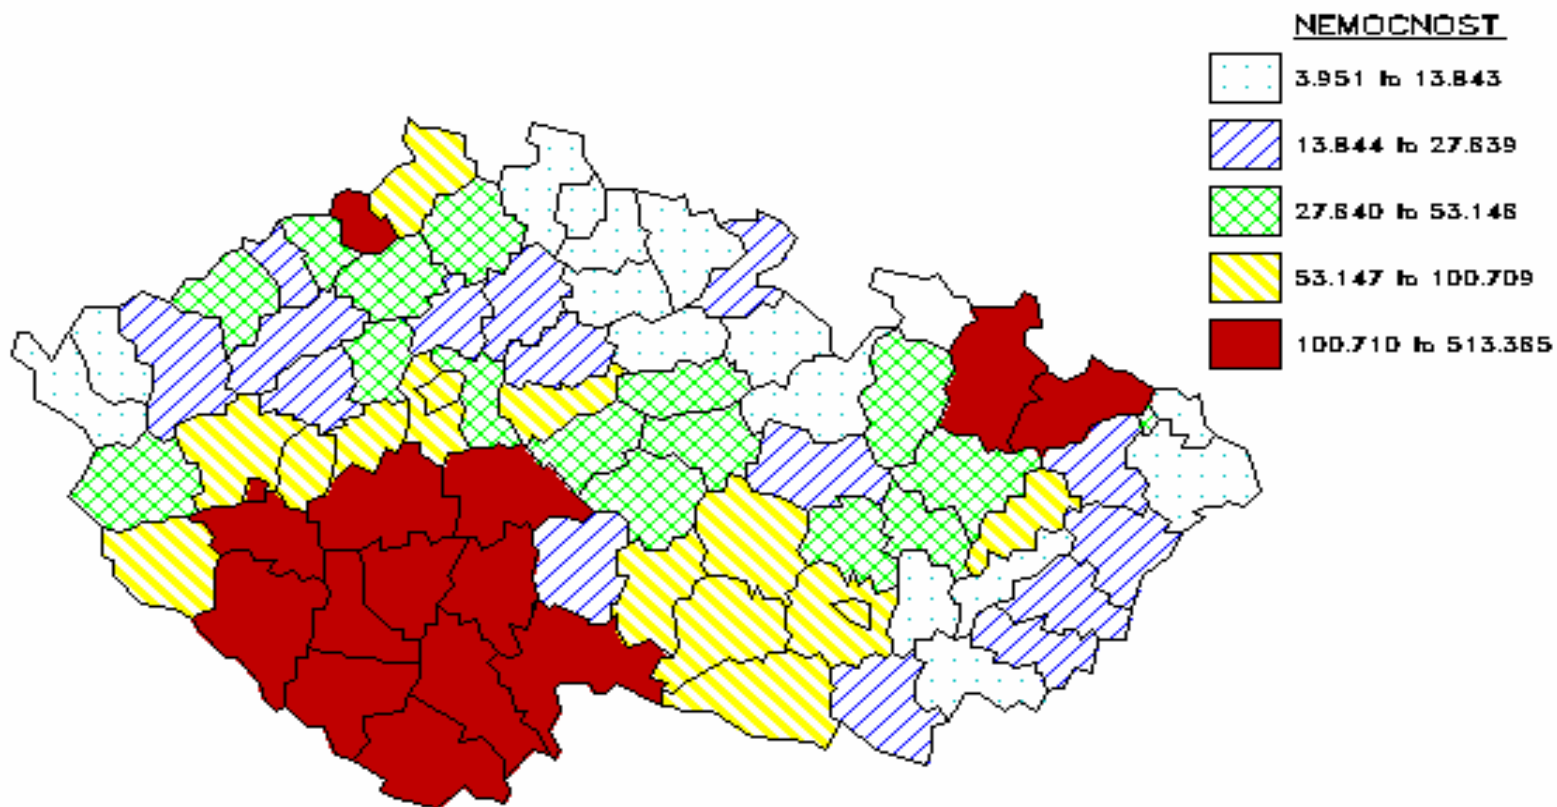 NEMOCNOST
3.951 to 13.843
13.844 to 27.639
27.640 to 53.146
53.147 to 100.709
100.710 to 513.365